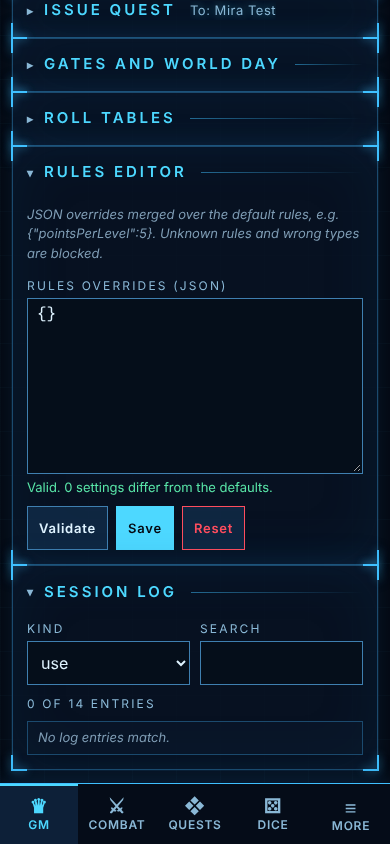 ISSUE QUEST To: Mira Test
GATES AND WORLD DAY
ROLL TABLES
RULES EDITOR
JSON overrides merged over the default rules, e.g.
{"pointsPerLevel":5}. Unknown rules and wrong types
are blocked.
RULES OVERRIDES (JSON)
{}
Valid. 0 settings differ from the defaults.
Validate Save Reset
SESSION LOG
KIND SEARCH
use
0 OF 14 ENTRIES
No log entries match.
GM COMBAT QUESTS DICE MORE